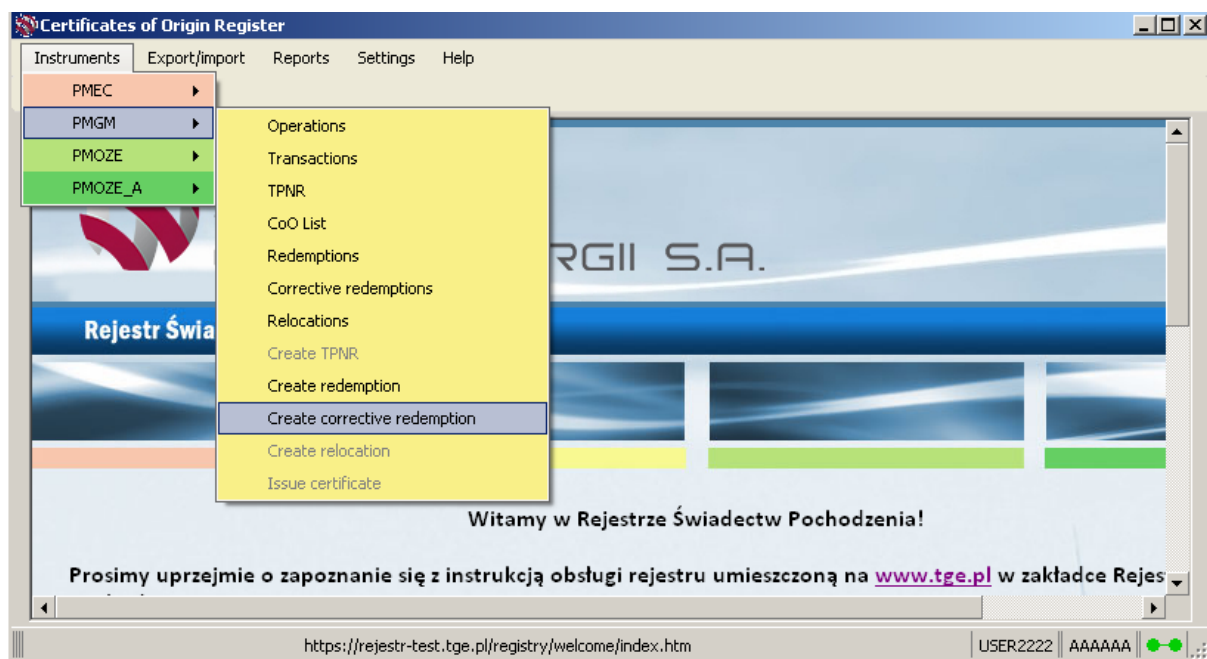 Certificates of Origin Register
Instruments Export/import Reports Settings Help
PMEC
PMGM
PMOZE
PMOZE_A
Operations
Transactions
TPNR
CoO List
Redemptions
Corrective redemptions
Relocations
Create TPNR
Create redemption
Create corrective redemption
Create relocation
Issue certificate
RGII S.A.
Rejestr Świa
Witamy w Rejestrze Świadectw Pochodzenia!
Prosimy uprzejmie o zapoznanie się z instrukcją obsługi rejestru umieszczoną na www.tge.pl w zakładce Rejes
https://rejestr-test.tge.pl/registry/welcome/index.htm
USER2222 AAAAAA